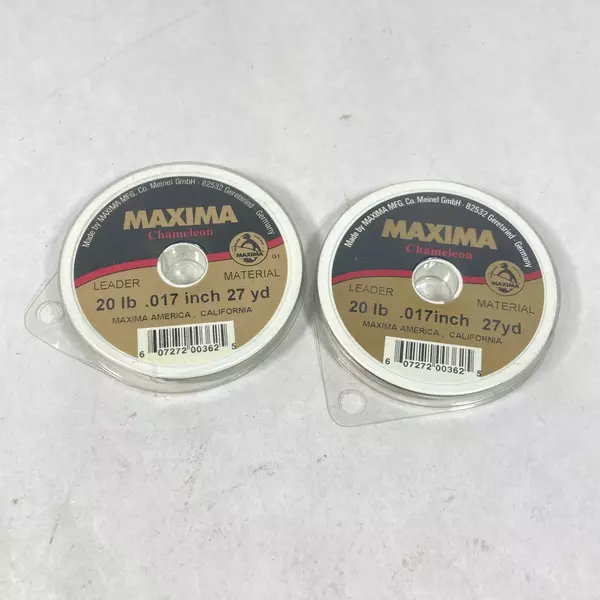 Made by MAXIMA MFG. Co. Meinel GmbH · 82532 Geretsried · Germany
MAXIMA
Chameleon
MAXIMA
G1
LEADER MATERIAL
20 lb .017 inch 27 yd
MAXIMA AMERICA, CALIFORNIA
6 07272 00362 5
Made by MAXIMA MFG. Co. Meinel GmbH · 82532 Geretsried · Germany
MAXIMA
Chameleon
MAXIMA
LEADER MATERIAL
20 lb .017inch 27yd
MAXIMA AMERICA, CALIFORNIA
6 07272 00362 5